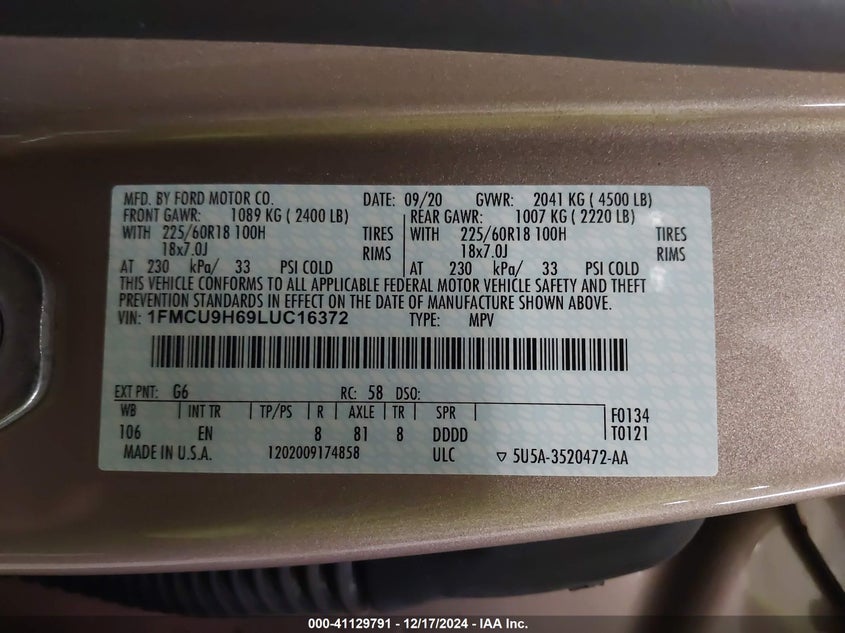 MFD. BY FORD MOTOR CO. DATE: 09/20 GVWR: 2041 KG ( 4500 LB)
FRONT GAWR: 1089 KG ( 2400 LB) REAR GAWR: 1007 KG ( 2220 LB)
WITH 225/60R18 100H TIRES WITH 225/60R18 100H TIRES
18x7.0J RIMS 18x7.0J RIMS
AT 230 kPa/ 33 PSI COLD AT 230 kPa/ 33 PSI COLD
THIS VEHICLE CONFORMS TO ALL APPLICABLE FEDERAL MOTOR VEHICLE SAFETY AND THEFT
PREVENTION STANDARDS IN EFFECT ON THE DATE OF MANUFACTURE SHOWN ABOVE.
VIN: 1FMCU9H69LUC16372 TYPE: MPV
EXT PNT: G6 RC: 58 DSO:
WB INT TR TP/PS R AXLE TR SPR F0134
106 EN 8 81 8 DDDD T0121
MADE IN U.S.A. 1202009174858 ULC ▽ 5U5A-3520472-AA
000-41129791 - 12/17/2024 - IAA Inc.